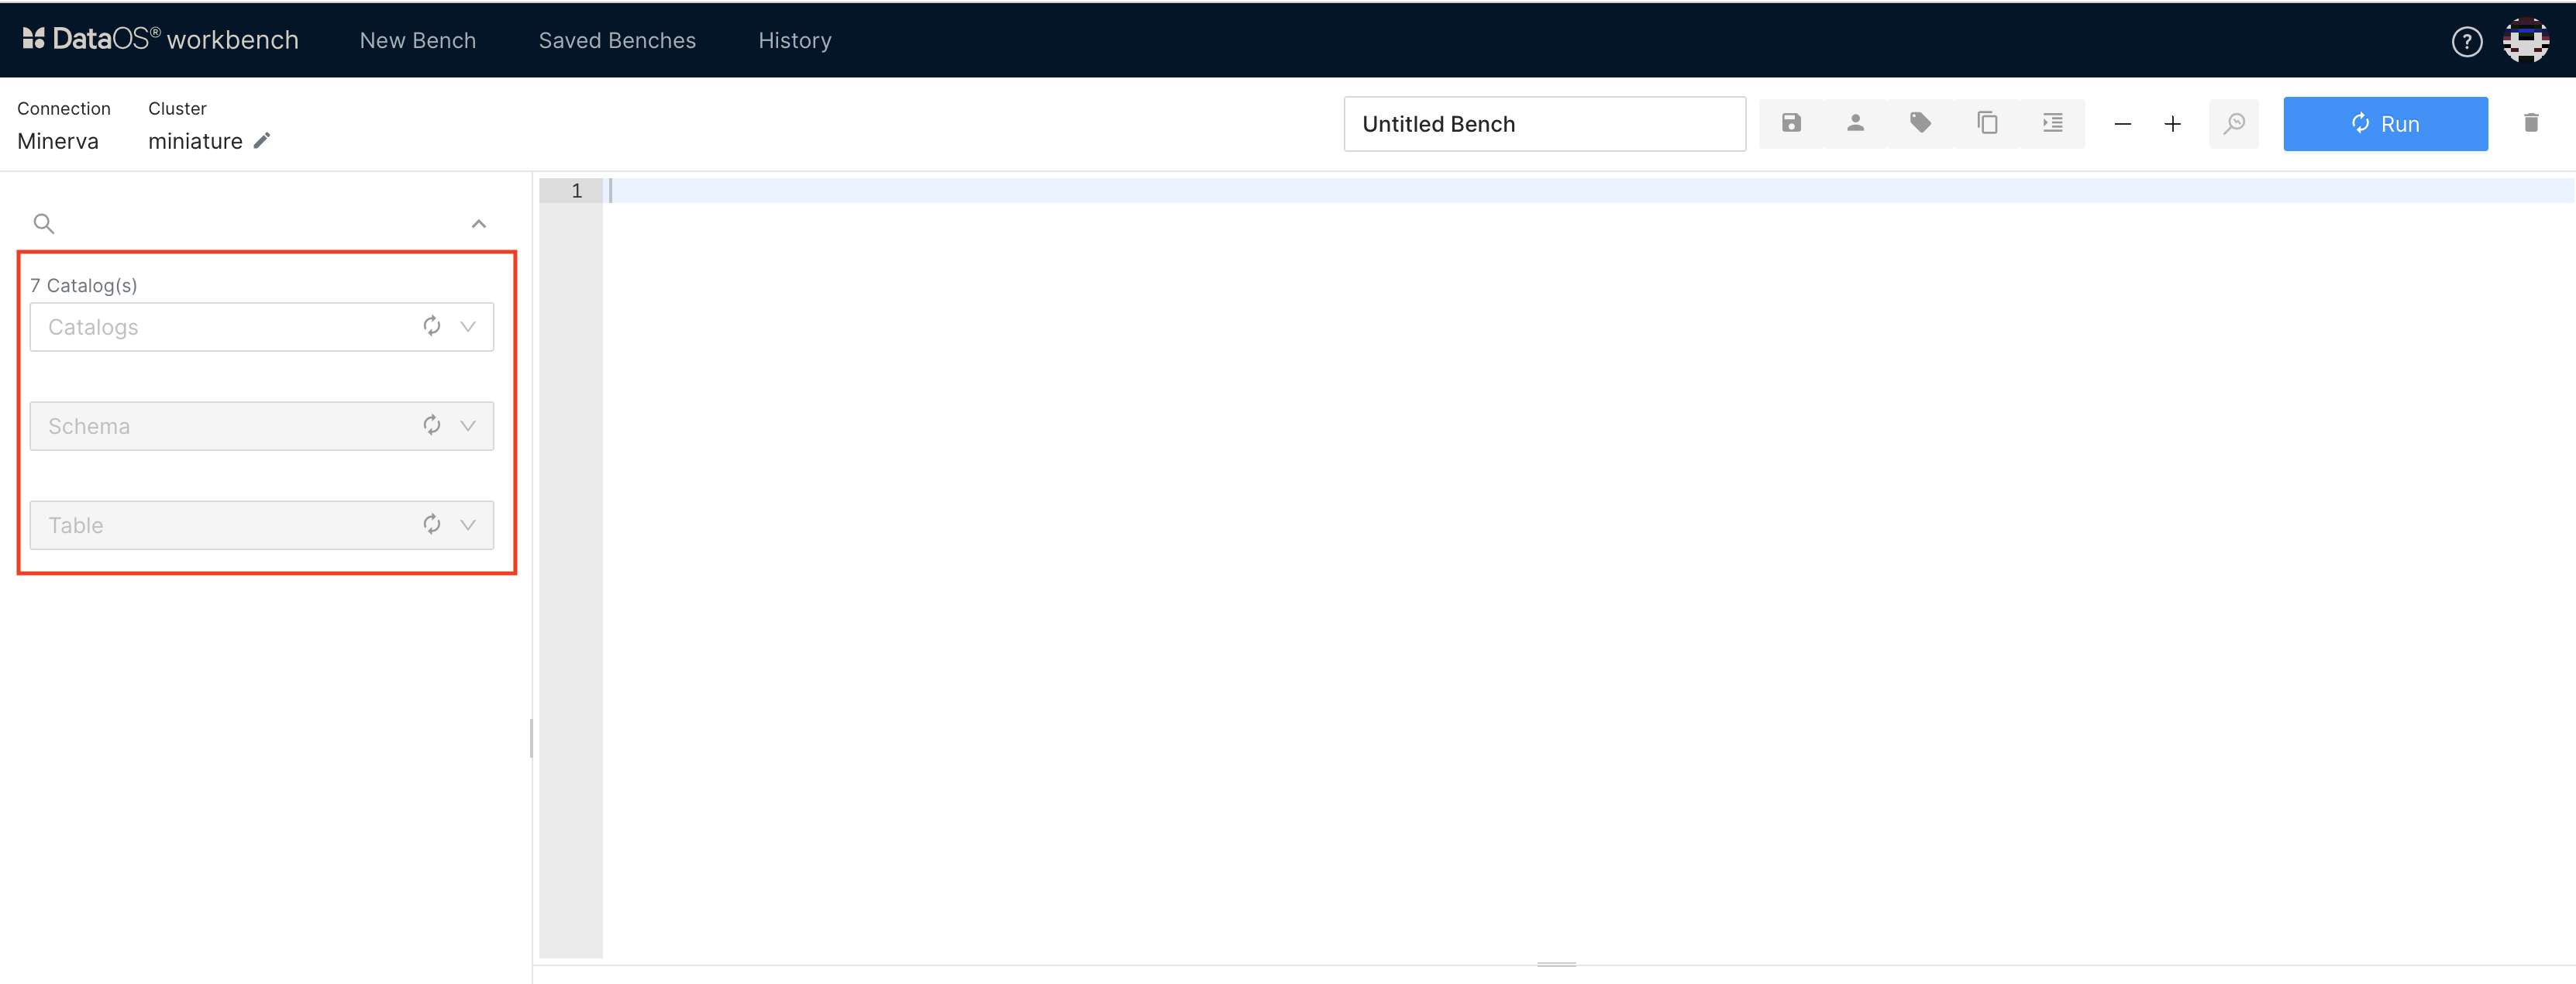 DataOS® workbench New Bench Saved Benches History ?
Connection Cluster
Minerva miniature
Untitled Bench
Run
1
7 Catalog(s)
Catalogs
Schema
Table